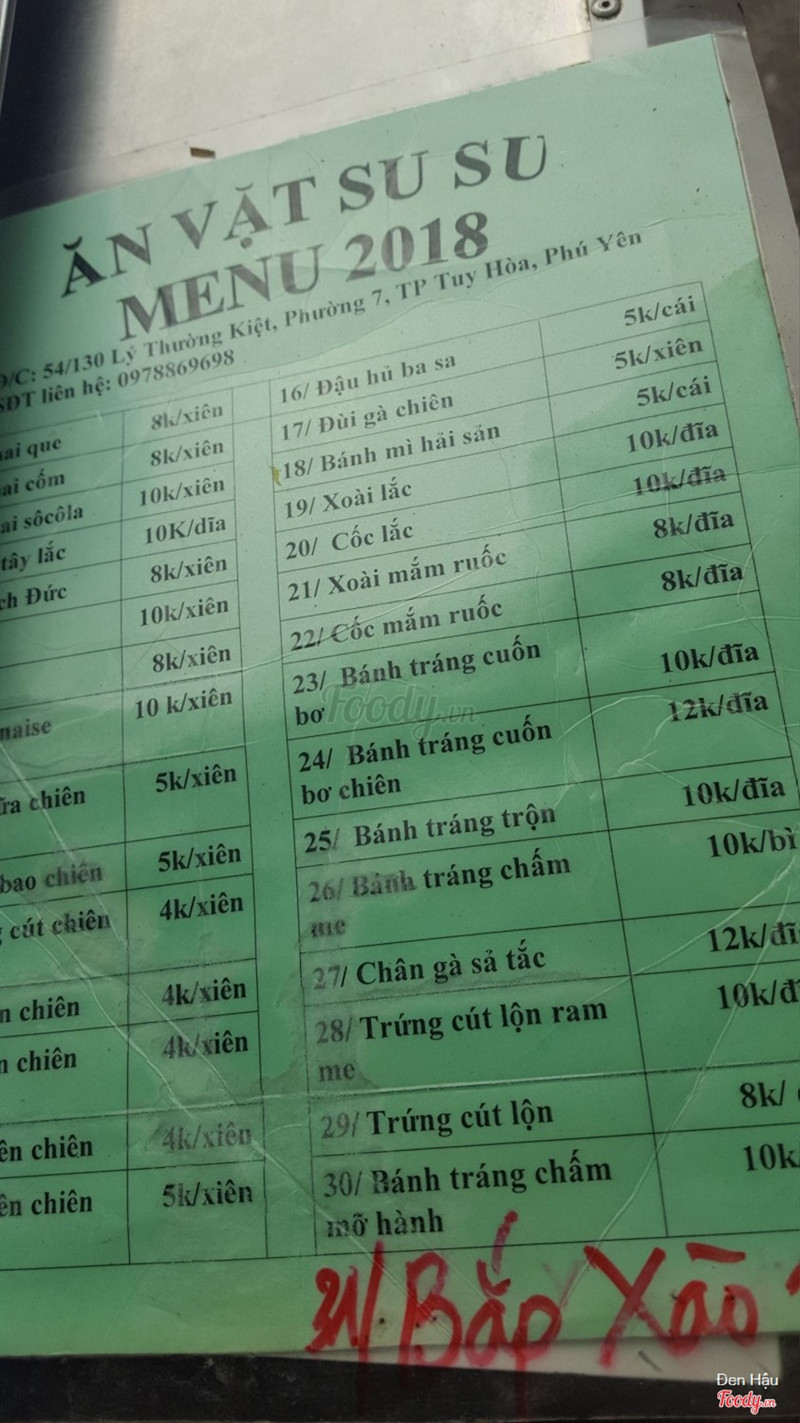 ĂN VẶT SU SU
MENU 2018
Đ/C: 54/130 Lý Thường Kiệt, Phường 7, TP Tuy Hòa, Phú Yên
SĐT liên hệ: 0978869698
que 8k/xiên
cốm 8k/xiên
sôcôla 10k/xiên
tây lắc 10K/đĩa
Đức 8k/xiên
10k/xiên
8k/xiên
10 k/xiên
chiên 5k/xiên
bao chiên 5k/xiên
cút chiên 4k/xiên
chiên 4k/xiên
chiên 4k/xiên
chiên 4k/xiên
chiên 5k/xiên
16/ Đậu hủ ba sa 5k/cái
17/ Đùi gà chiên 5k/xiên
18/ Bánh mì hải sản 5k/cái
19/ Xoài lắc 10k/đĩa
20/ Cốc lắc 10k/đĩa
21/ Xoài mắm ruốc 8k/đĩa
22/ Cốc mắm ruốc 8k/đĩa
23/ Bánh tráng cuốn 10k/đĩa
bơ
24/ Bánh tráng cuốn 12k/đĩa
bơ chiên
25/ Bánh tráng trộn 10k/đĩa
26/ Bánh tráng chấm 10k/bì
me
27/ Chân gà sả tắc 12k/đĩ
28/ Trứng cút lộn ram 10k/đ
me
29/ Trứng cút lộn 8k/
30/ Bánh tráng chấm 10k
mỡ hành
31/ Bắp Xào
Foody.vn
Đen Hậu
Foody.vn